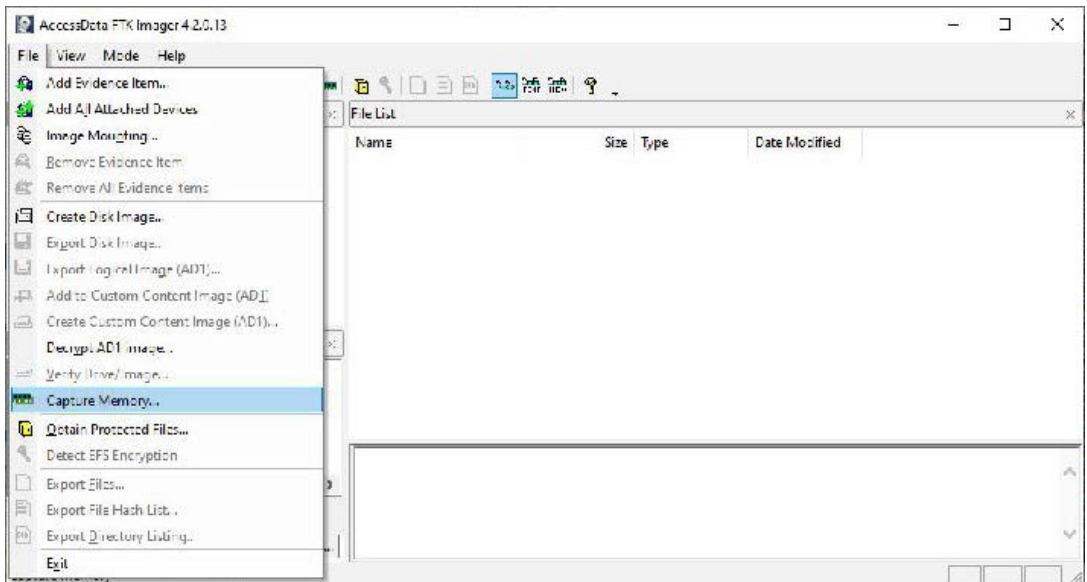 AccessData FTK Imager 4.2.0.13
File View Mode Help
Add Evidence Item...
Add All Attached Devices
File List
Image Mounting...
Name Size Type Date Modified
Remove Evidence Item
Remove All Evidence Items
Create Disk Image...
Export Disk Image...
Export Logical Image (AD1)...
Add to Custom Content Image (AD1)
Create Custom Content Image (AD1)...
Decrypt AD1 image...
Verify Drive/Image...
Capture Memory...
Obtain Protected Files...
Detect EFS Encryption
Export Files...
Export File Hash List...
Export Directory Listing...
Exit